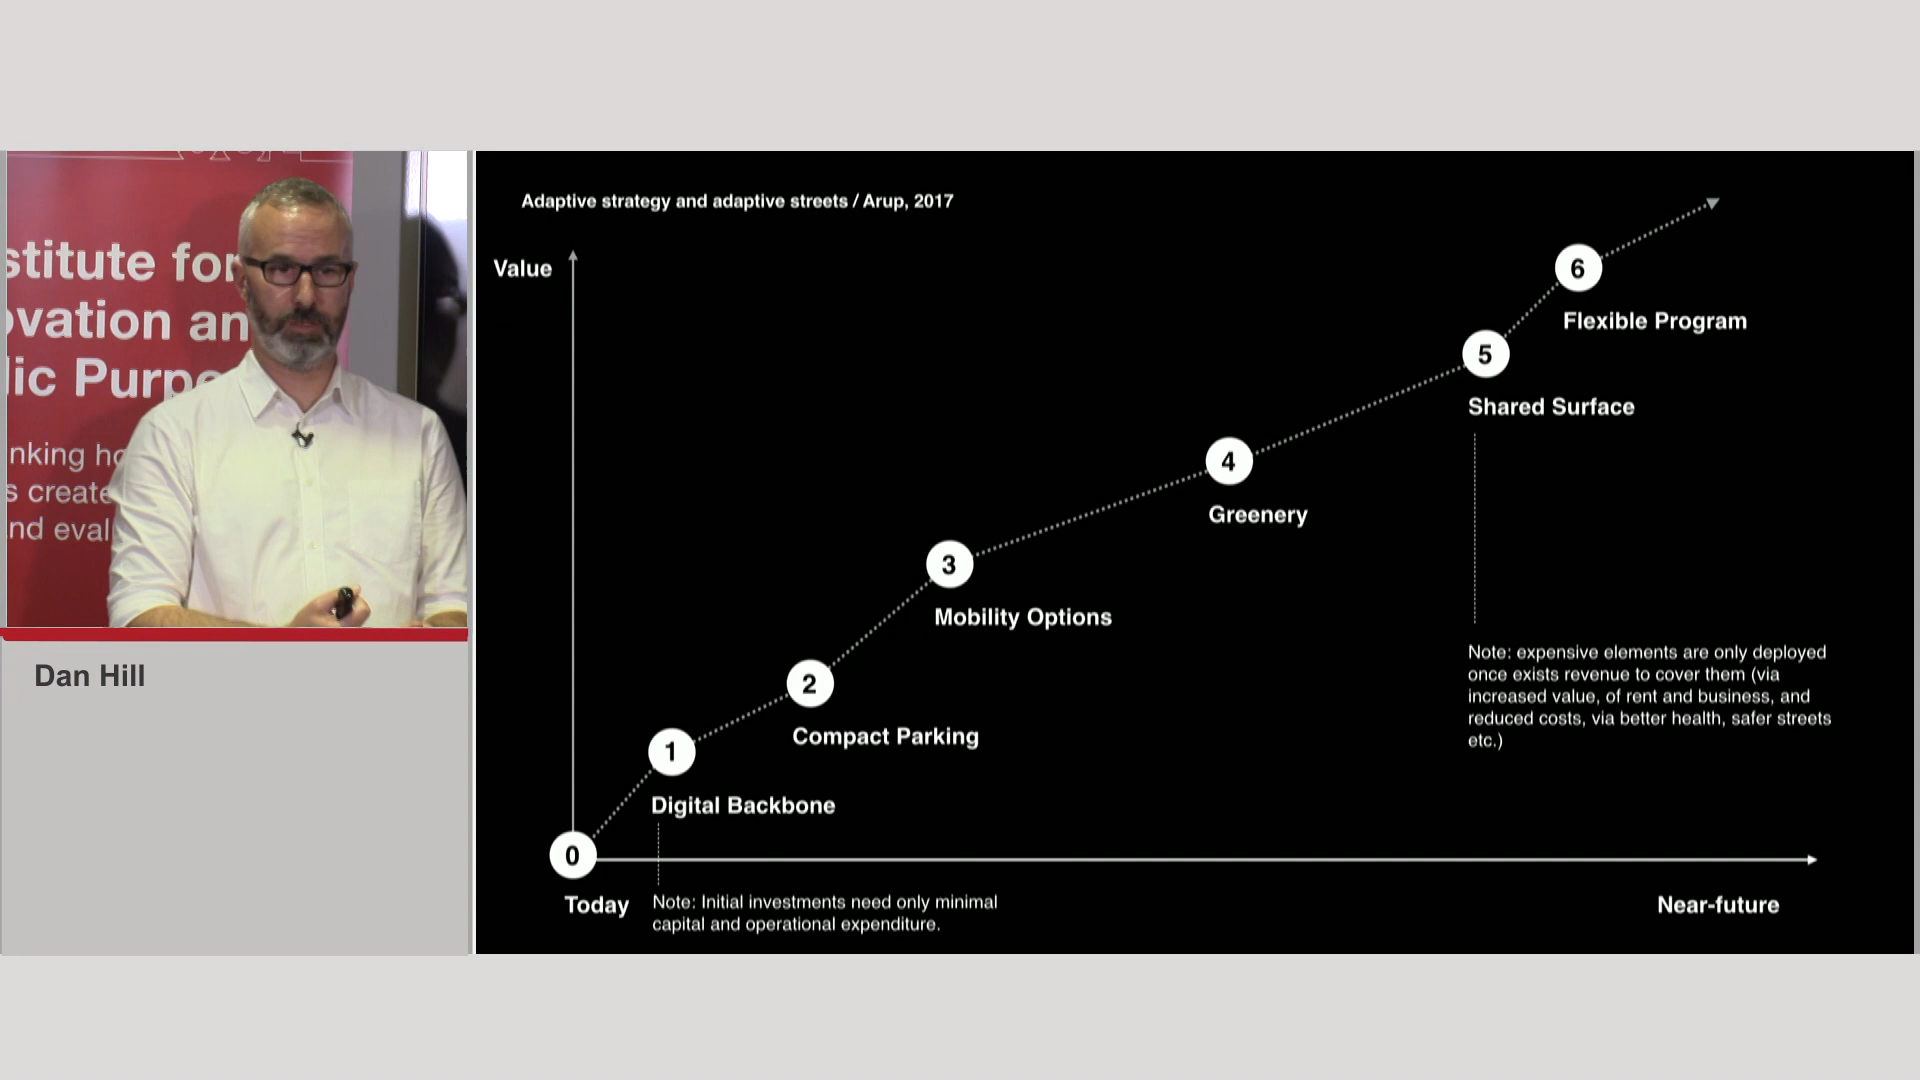 stitute for
ovation an
lic Purpo
nking ho
s create
nd eval
Dan Hill
Adaptive strategy and adaptive streets / Arup, 2017
Value
6
Flexible Program
5
Shared Surface
4
Greenery
3
Mobility Options
Note: expensive elements are only deployed
once exists revenue to cover them (via
increased value, of rent and business, and
reduced costs, via better health, safer streets
etc.)
2
Compact Parking
1
Digital Backbone
0
Today
Note: Initial investments need only minimal
capital and operational expenditure.
Near-future